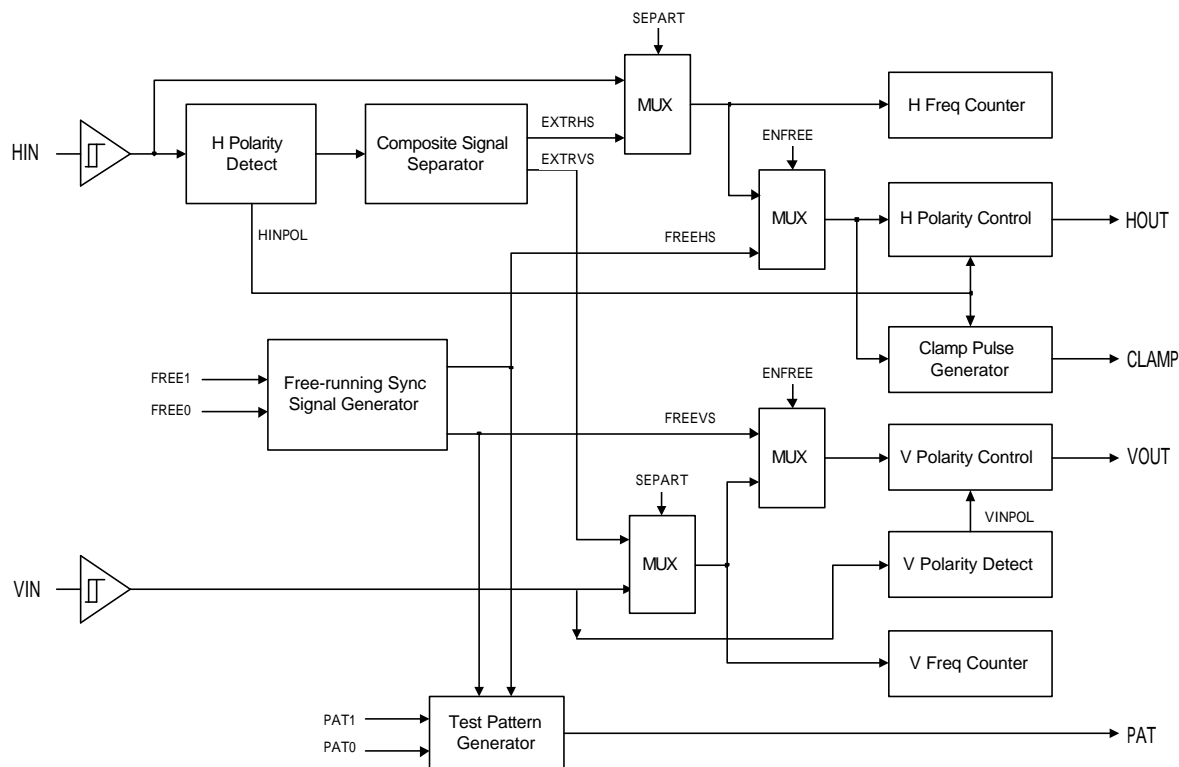 SEPART
MUX
H Freq Counter
HIN
H Polarity
Detect
Composite Signal
Separator
EXTRHS
EXTRVS
ENFREE
MUX
H Polarity Control
HOUT
HINPOL
FREEHS
Clamp Pulse
Generator
CLAMP
FREE1
FREE0
Free-running Sync
Signal Generator
ENFREE
FREEVS
MUX
V Polarity Control
VOUT
SEPART
VINPOL
MUX
V Polarity Detect
VIN
V Freq Counter
PAT1
PAT0
Test Pattern
Generator
PAT